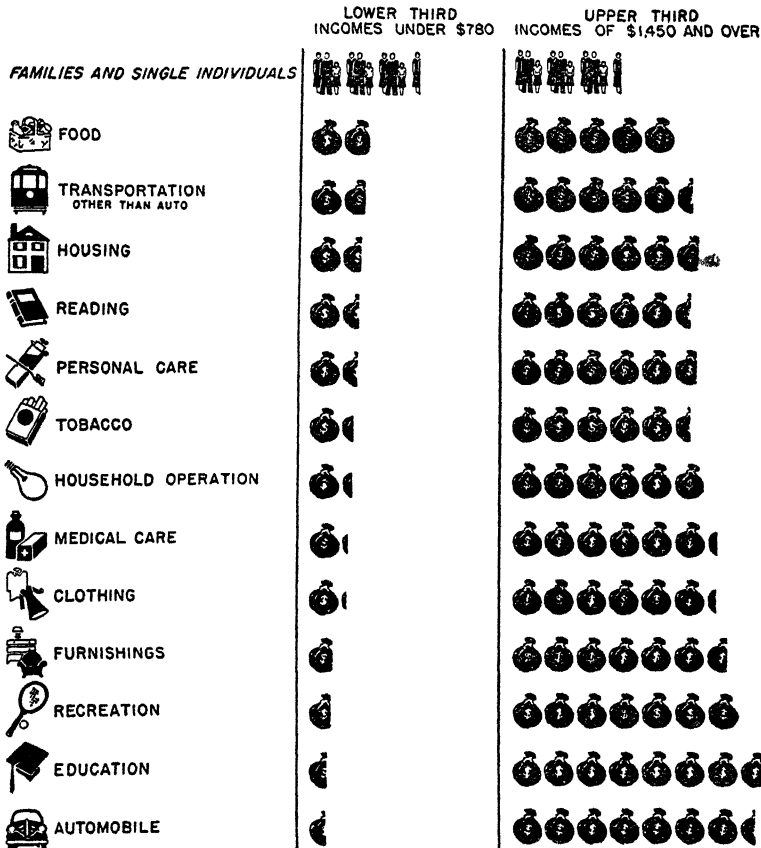 LOWER THIRD
INCOMES UNDER $780
UPPER THIRD
INCOMES OF $1,450 AND OVER
FAMILIES AND SINGLE INDIVIDUALS
FOOD
TRANSPORTATION
OTHER THAN AUTO
HOUSING
READING
PERSONAL CARE
TOBACCO
HOUSEHOLD OPERATION
MEDICAL CARE
CLOTHING
FURNISHINGS
RECREATION
EDUCATION
AUTOMOBILE